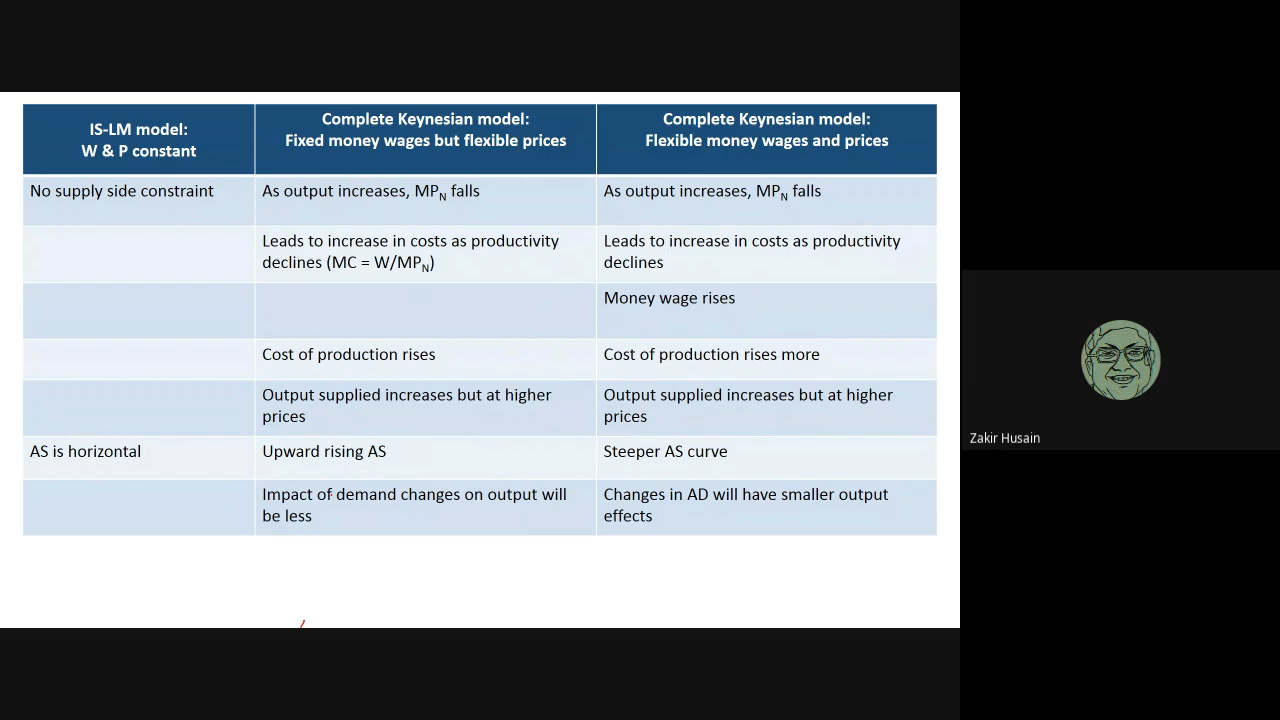 IS-LM model:
W & P constant
Complete Keynesian model:
Fixed money wages but flexible prices
Complete Keynesian model:
Flexible money wages and prices
No supply side constraint
As output increases, MPN falls
As output increases, MPN falls
Leads to increase in costs as productivity
declines (MC = W/MPN)
Leads to increase in costs as productivity
declines
Money wage rises
Cost of production rises
Cost of production rises more
Output supplied increases but at higher
prices
Output supplied increases but at higher
prices
AS is horizontal
Upward rising AS
Steeper AS curve
Impact of demand changes on output will
be less
Changes in AD will have smaller output
effects
Zakir Husain